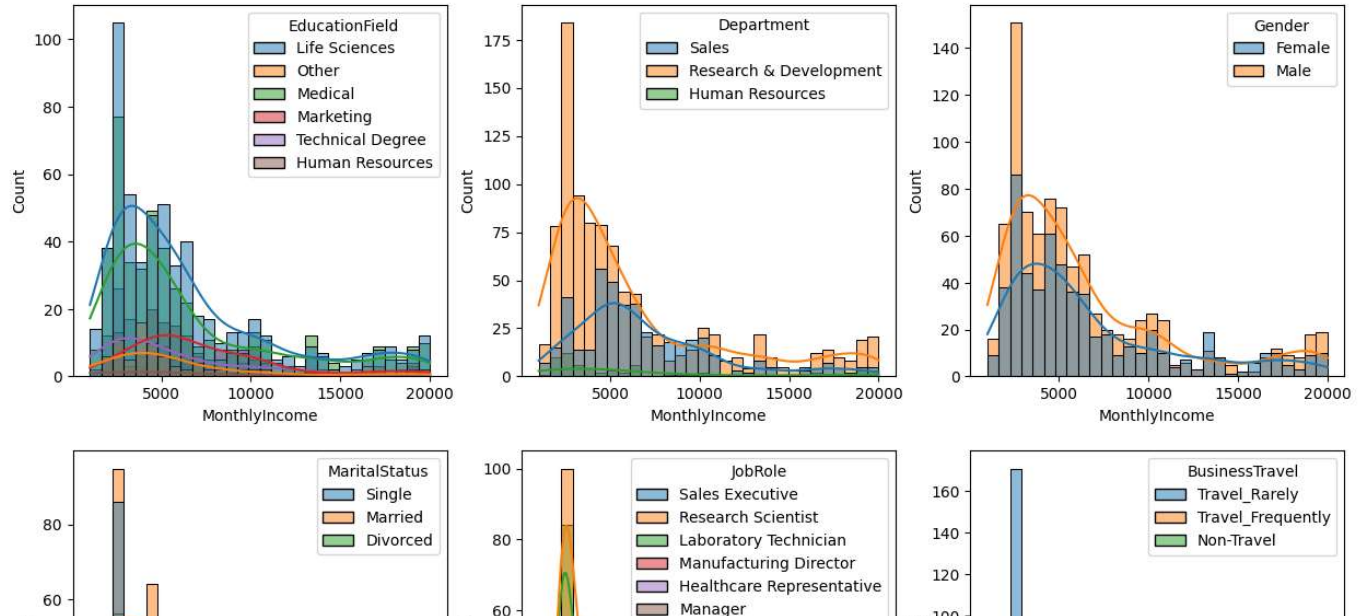 EducationField
Life Sciences
Other
Medical
Marketing
Technical Degree
Human Resources
100
80
60
40
20
0
Count
5000 10000 15000 20000
MonthlyIncome
Department
Sales
Research & Development
Human Resources
175
150
125
100
75
50
25
0
Count
5000 10000 15000 20000
MonthlyIncome
Gender
Female
Male
140
120
100
80
60
40
20
0
Count
5000 10000 15000 20000
MonthlyIncome
MaritalStatus
Single
Married
Divorced
80
60
JobRole
Sales Executive
Research Scientist
Laboratory Technician
Manufacturing Director
Healthcare Representative
Manager
100
80
60
BusinessTravel
Travel_Rarely
Travel_Frequently
Non-Travel
160
140
120
100